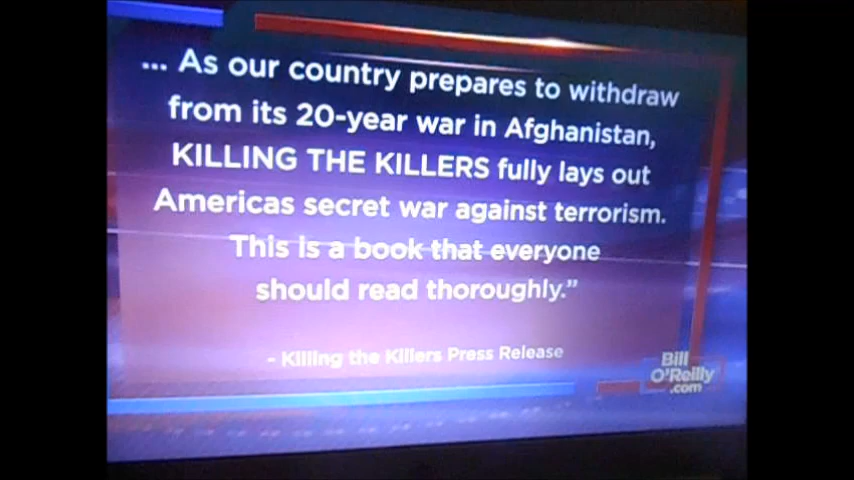 ... As our country prepares to withdraw
from its 20-year war in Afghanistan,
KILLING THE KILLERS fully lays out
Americas secret war against terrorism.
This is a book that everyone
should read thoroughly.”
- Killing the Killers Press Release
Bill
O'Reilly
.com